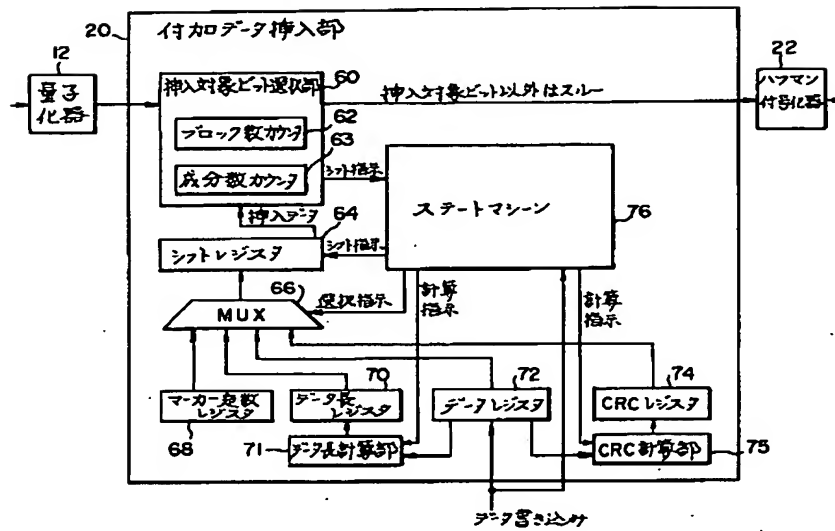 20
付加データ挿入部
12
量子
化器
60
挿入対象ビット選択部
62
ブロック数カウンタ
63
成分数カウンタ
挿入対象ビット以外はスルー
22
ハフマン
符号化器
シフト指示
ステートマシーン
76
挿入データ
64
シフトレジスタ
シフト指示
66
MUX
選択指示
計算
指示
計算
指示
マーカー定数
レジスタ
68
70
データ長
レジスタ
71
データ長計算部
72
データレジスタ
74
CRCレジスタ
CRC計算部
75
データ書き込み